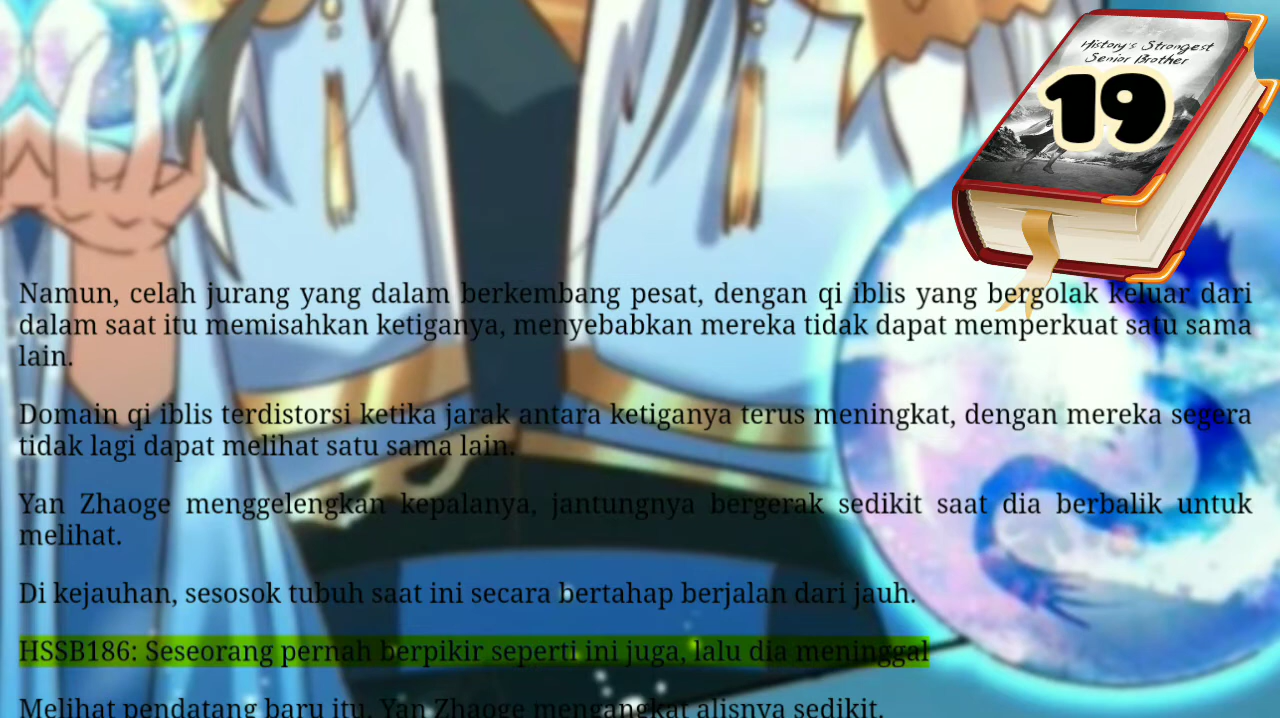 History's Strongest
Senior Brother
19
Namun, celah jurang yang dalam berkembang pesat, dengan qi iblis yang bergolak keluar dari
dalam saat itu memisahkan ketiganya, menyebabkan mereka tidak dapat memperkuat satu sama
lain.
Domain qi iblis terdistorsi ketika jarak antara ketiganya terus meningkat, dengan mereka segera
tidak lagi dapat melihat satu sama lain.
Yan Zhaoge menggelengkan kepalanya, jantungnya bergerak sedikit saat dia berbalik untuk
melihat.
Di kejauhan, sesosok tubuh saat ini secara bertahap berjalan dari jauh.
HSSB186: Seseorang pernah berpikir seperti ini juga, lalu dia meninggal
Melihat pendatang baru itu, Yan Zhaoge mengangkat alisnya sedikit.